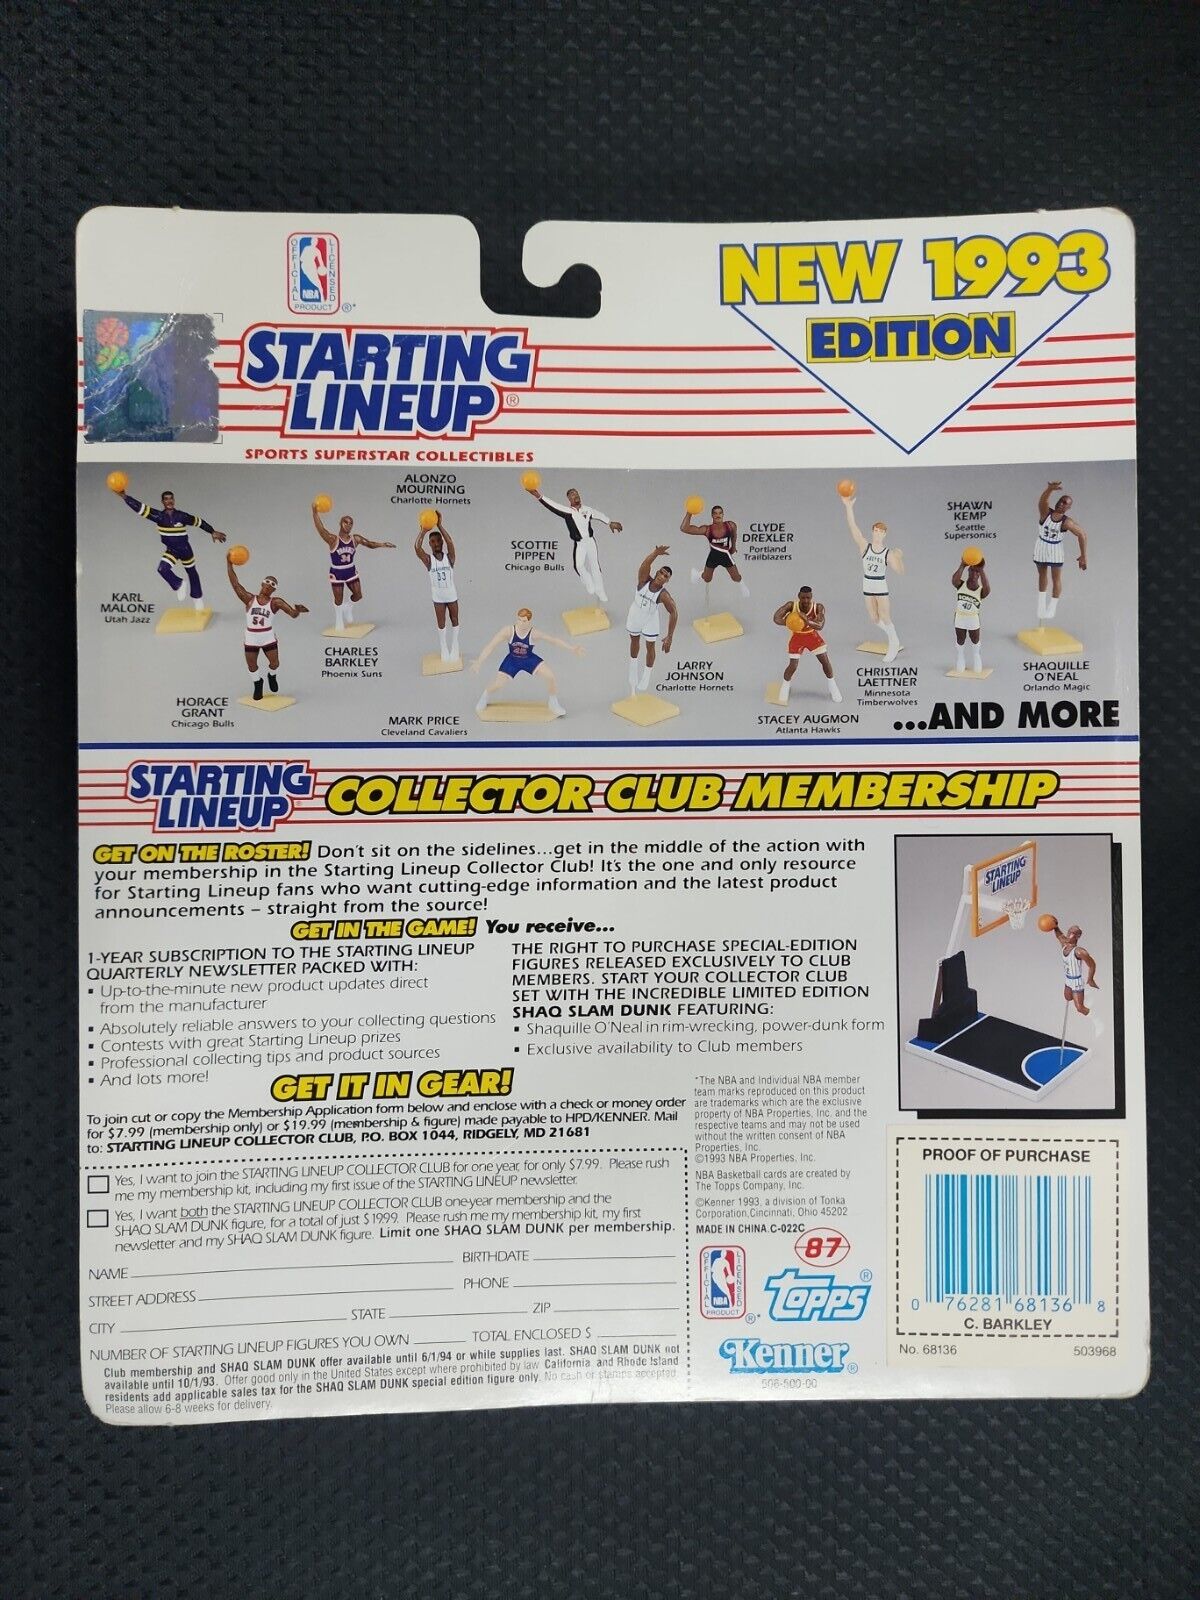 OFFICIAL LICENSED
NBA
PRODUCT ®*
NEW 1993
EDITION
STARTING
LINEUP®
SPORTS SUPERSTAR COLLECTIBLES
KARL
MALONE
Utah Jazz
HORACE
GRANT
Chicago Bulls
CHARLES
BARKLEY
Phoenix Suns
ALONZO
MOURNING
Charlotte Hornets
MARK PRICE
Cleveland Cavaliers
SCOTTIE
PIPPEN
Chicago Bulls
LARRY
JOHNSON
Charlotte Hornets
CLYDE
DREXLER
Portland
Trailblazers
STACEY AUGMON
Atlanta Hawks
CHRISTIAN
LAETTNER
Minnesota
Timberwolves
SHAWN
KEMP
Seattle
Supersonics
SHAQUILLE
O'NEAL
Orlando Magic
BULLS
54
34
33
32
40
32
...AND MORE
STARTING
LINEUP® COLLECTOR CLUB MEMBERSHIP
GET ON THE ROSTER! Don't sit on the sidelines...get in the middle of the action with
your membership in the Starting Lineup Collector Club! It's the one and only resource
for Starting Lineup fans who want cutting-edge information and the latest product
announcements – straight from the source!
GET IN THE GAME! You receive...
1-YEAR SUBSCRIPTION TO THE STARTING LINEUP
QUARTERLY NEWSLETTER PACKED WITH:
▪ Up-to-the-minute new product updates direct
from the manufacturer
▪ Absolutely reliable answers to your collecting questions
▪ Contests with great Starting Lineup prizes
▪ Professional collecting tips and product sources
▪ And lots more!
THE RIGHT TO PURCHASE SPECIAL-EDITION
FIGURES RELEASED EXCLUSIVELY TO CLUB
MEMBERS. START YOUR COLLECTOR CLUB
SET WITH THE INCREDIBLE LIMITED EDITION
SHAQ SLAM DUNK FEATURING:
▪ Shaquille O'Neal in rim-wrecking, power-dunk form
▪ Exclusive availability to Club members
STARTING
LINEUP
GET IT IN GEAR!
To join cut or copy the Membership Application form below and enclose with a check or money order
for $7.99 (membership only) or $19.99 (membership & figure) made payable to HPD/KENNER. Mail
to: STARTING LINEUP COLLECTOR CLUB, P.O. BOX 1044, RIDGELY, MD 21681
Yes, I want to join the STARTING LINEUP COLLECTOR CLUB for one year, for only $7.99. Please rush
me my membership kit, including my first issue of the STARTING LINEUP newsletter.
Yes, I want both the STARTING LINEUP COLLECTOR CLUB one-year membership and the
SHAQ SLAM DUNK figure, for a total of just $19.99. Please rush me my membership kit, my first
newsletter and my SHAQ SLAM DUNK figure. Limit one SHAQ SLAM DUNK per membership.
NAME BIRTHDATE
STREET ADDRESS PHONE
CITY STATE ZIP
NUMBER OF STARTING LINEUP FIGURES YOU OWN TOTAL ENCLOSED $
Club membership and SHAQ SLAM DUNK offer available until 6/1/94 or while supplies last. SHAQ SLAM DUNK not
available until 10/1/93. Offer good only in the United States except where prohibited by law. California and Rhode Island
residents add applicable sales tax for the SHAQ SLAM DUNK special edition figure only. No cash or stamps accepted.
Please allow 6-8 weeks for delivery.
*The NBA and Individual NBA member
team marks reproduced on this product
are trademarks which are the exclusive
property of NBA Properties, Inc. and the
respective teams and may not be used
without the written consent of NBA
Properties, Inc.
©1993 NBA Properties, Inc.
NBA Basketball cards are created by
The Topps Company, Inc.
©Kenner 1993, a division of Tonka
Corporation, Cincinnati, Ohio 45202
MADE IN CHINA. C-022C
87
OFFICIAL LICENSED
NBA
PRODUCT ®*
topps®
Kenner®
506-500-00
PROOF OF PURCHASE
0 76281 68136 8
C. BARKLEY
No. 68136 503968